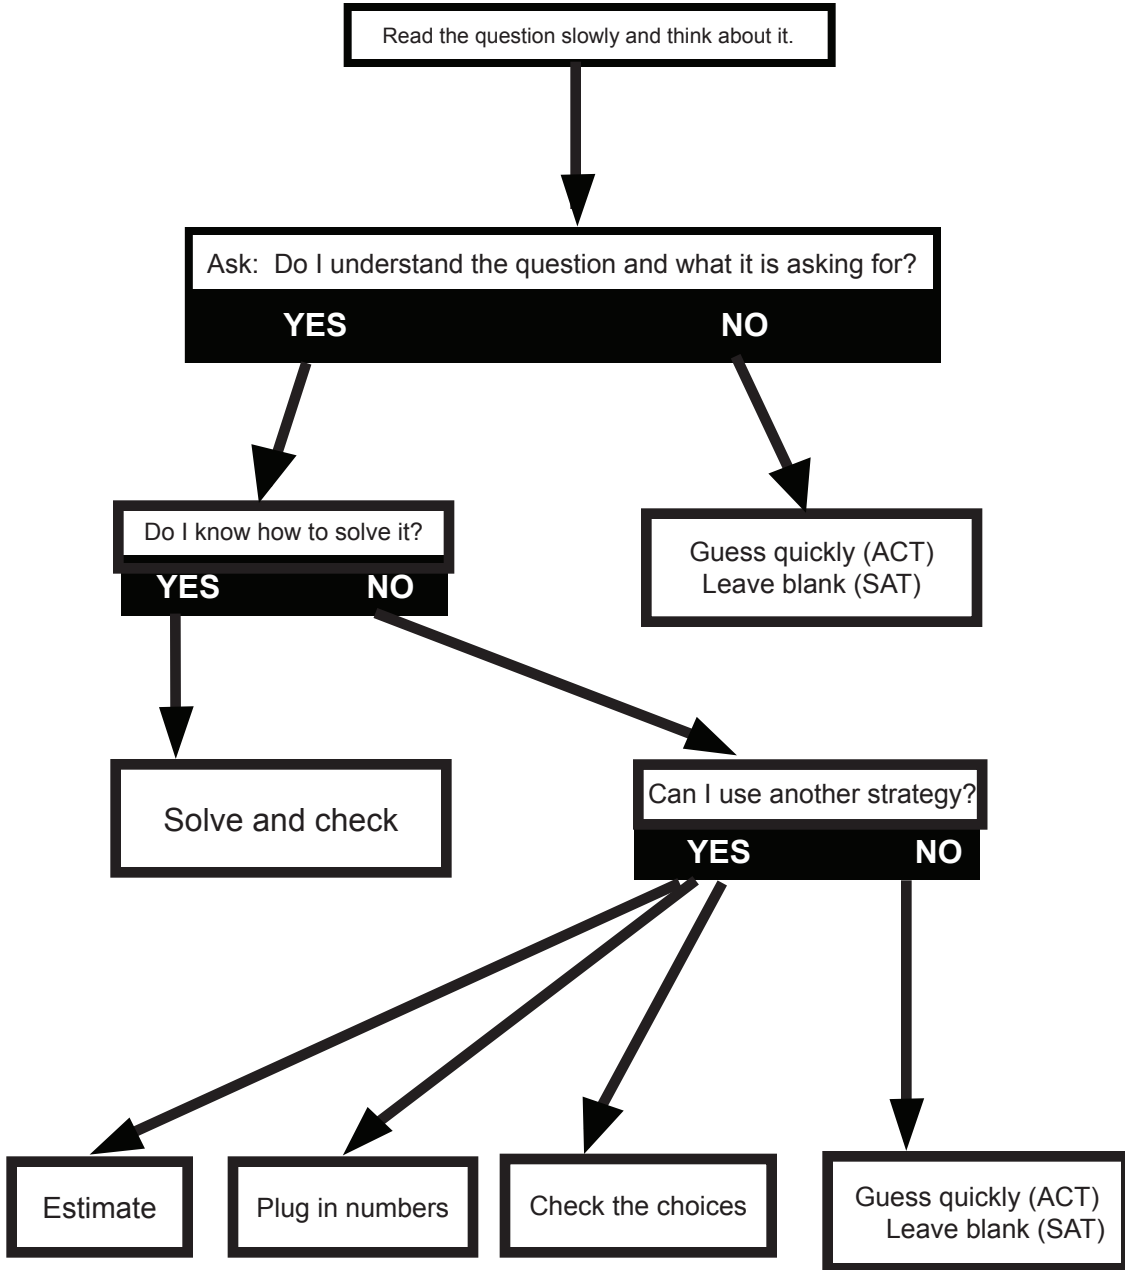 Read the question slowly and think about it.
Ask: Do I understand the question and what it is asking for?
YES NO
Do I know how to solve it?
YES NO
Guess quickly (ACT)
Leave blank (SAT)
Solve and check
Can I use another strategy?
YES NO
Estimate
Plug in numbers
Check the choices
Guess quickly (ACT)
Leave blank (SAT)